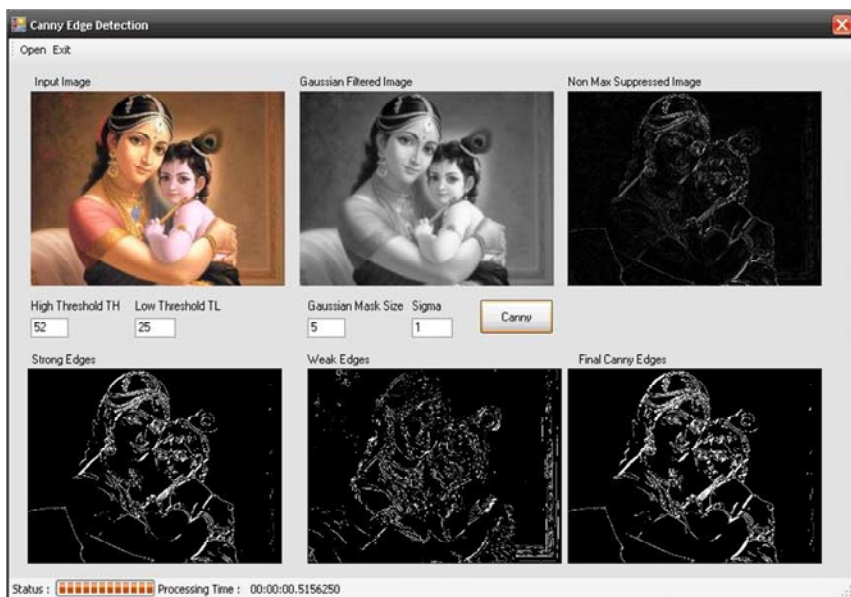 Canny Edge Detection
Open Exit
Input Image
Gaussian Filtered Image
Non Max Suppressed Image
High Threshold TH
Low Threshold TL
Gaussian Mask Size
Sigma
52
25
5
1
Canny
Strong Edges
Weak Edges
Final Canny Edges
Status : Processing Time : 00:00:00.5156250